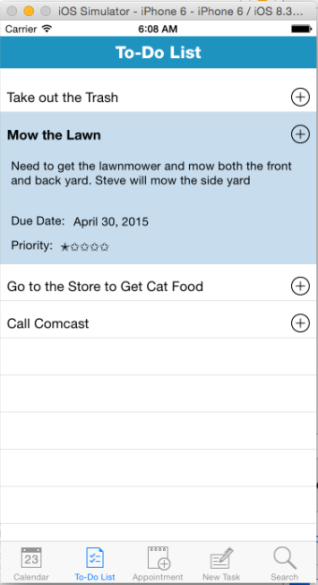 iOS Simulator - iPhone 6 - iPhone 6 / iOS 8.3...
Carrier 6:08 AM
To-Do List
Take out the Trash
Mow the Lawn
Need to get the lawnmower and mow both the front
and back yard. Steve will mow the side yard
Due Date: April 30, 2015
Priority: ★☆☆☆☆
Go to the Store to Get Cat Food
Call Comcast
23
Calendar To-Do List Appointment New Task Search